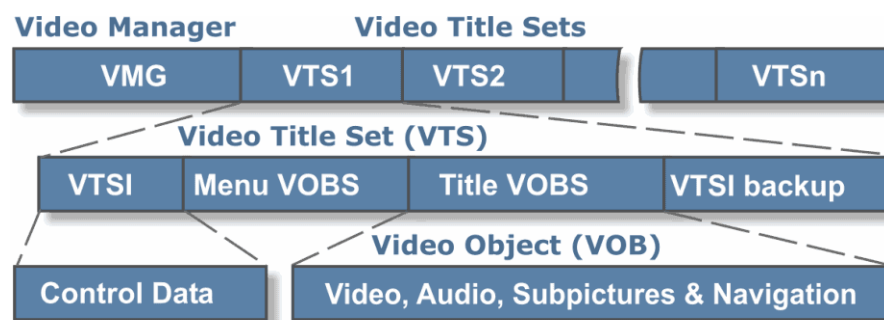 Video Manager Video Title Sets
VMG VTS1 VTS2 VTSn
Video Title Set (VTS)
VTSI Menu VOBS Title VOBS VTSI backup
Video Object (VOB)
Control Data Video, Audio, Subpictures & Navigation